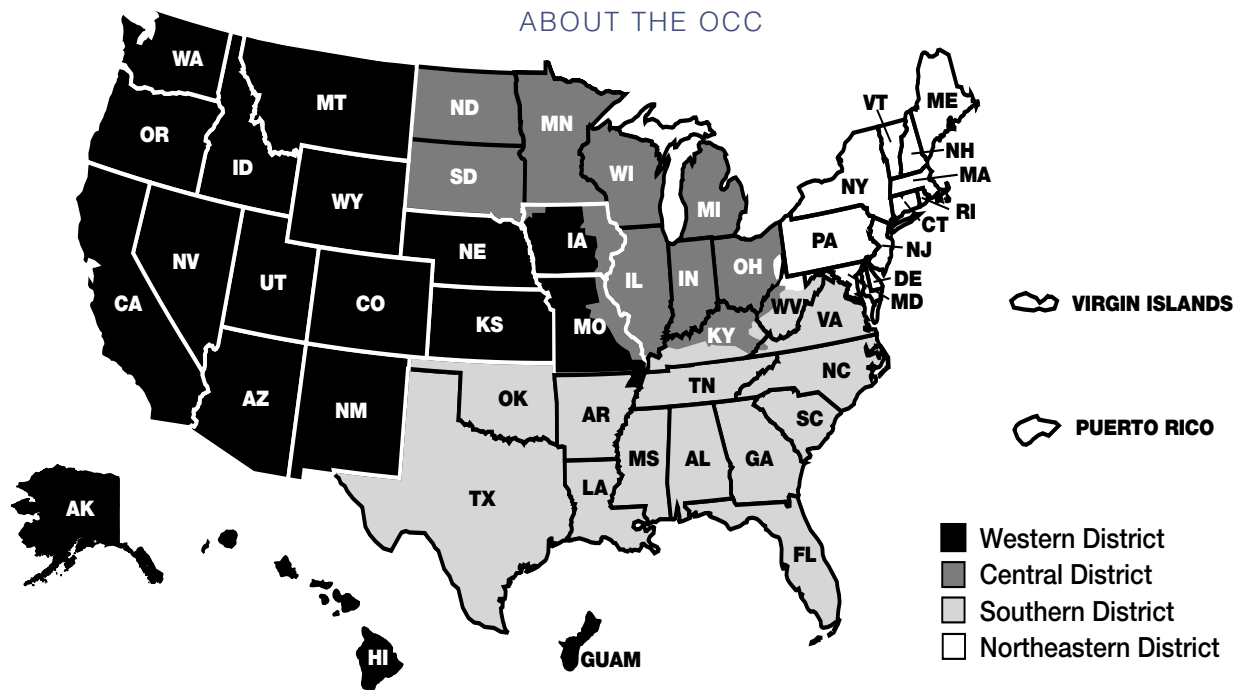 ABOUT THE OCC
WA
MT
ND
MN
VT
ME
OR
ID
SD
WI
NH
MA
WY
MI
NY
RI
CT
NV
NE
IA
PA
NJ
UT
CO
IL
IN
OH
DE
MD
CA
KS
MO
WV
VA
KY
VIRGIN ISLANDS
AZ
NM
OK
AR
TN
NC
SC
PUERTO RICO
MS
AL
GA
LA
TX
AK
FL
HI
GUAM
Western District
Central District
Southern District
Northeastern District